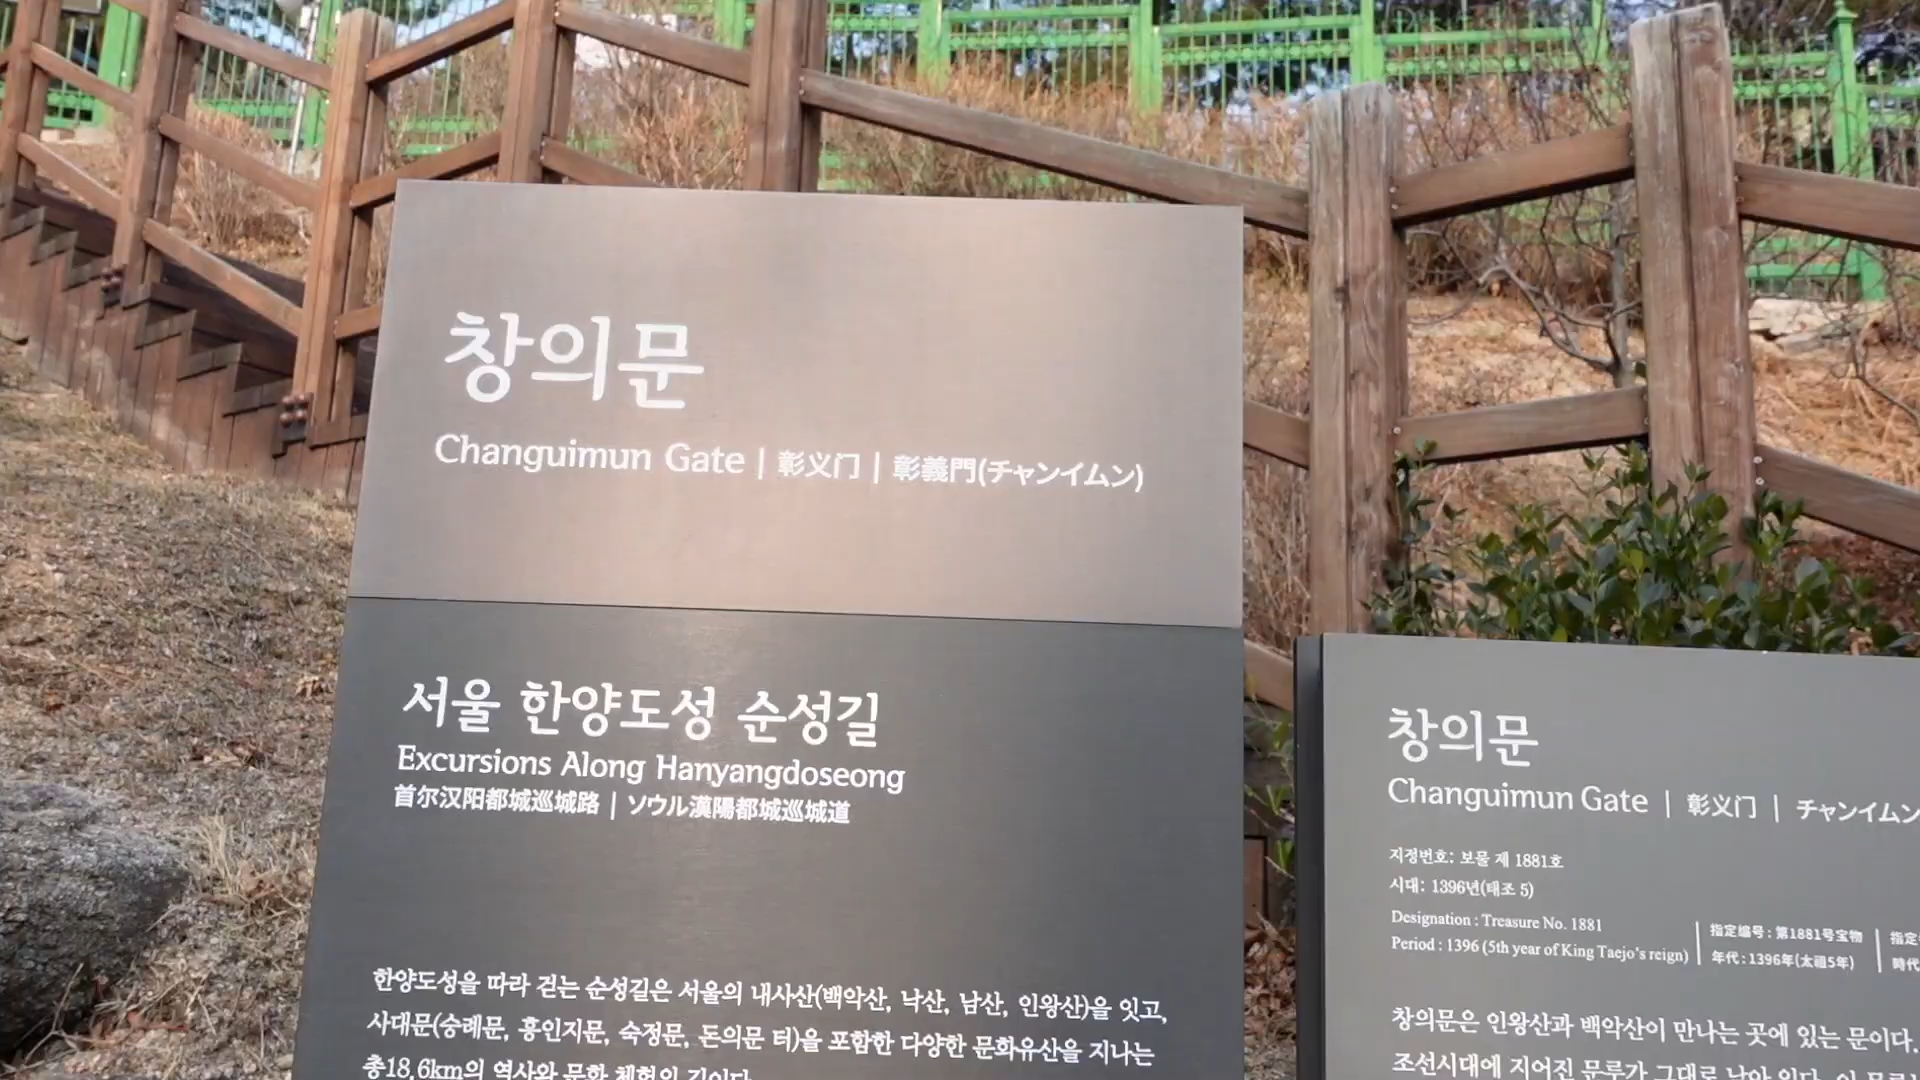 창의문
Changuimun Gate | 彰义门 | 彰義門(チャンイムン)
서울 한양도성 순성길
Excursions Along Hanyangdoseong
首尔汉阳都城巡城路 | ソウル漢陽都城巡城道
한양도성을 따라 걷는 순성길은 서울의 내사산(백악산, 낙산, 남산, 인왕산)을 잇고,
사대문(숭례문, 흥인지문, 숙정문, 돈의문 터)을 포함한 다양한 문화유산을 지나는
총18.6km의 역사와 문화 체험의 길이다
창의문
Changuimun Gate | 彰义门 | チャンイムン
지정번호: 보물 제 1881호
시대: 1396년(태조 5)
Designation : Treasure No. 1881
Period : 1396 (5th year of King Taejo's reign)
指定编号 : 第1881号宝物
年代 : 1396年(太祖5年)
指定
時代
창의문은 인왕산과 백악산이 만나는 곳에 있는 문이다.
조선시대에 지어진 문루가 그대로 남아 있다. 이